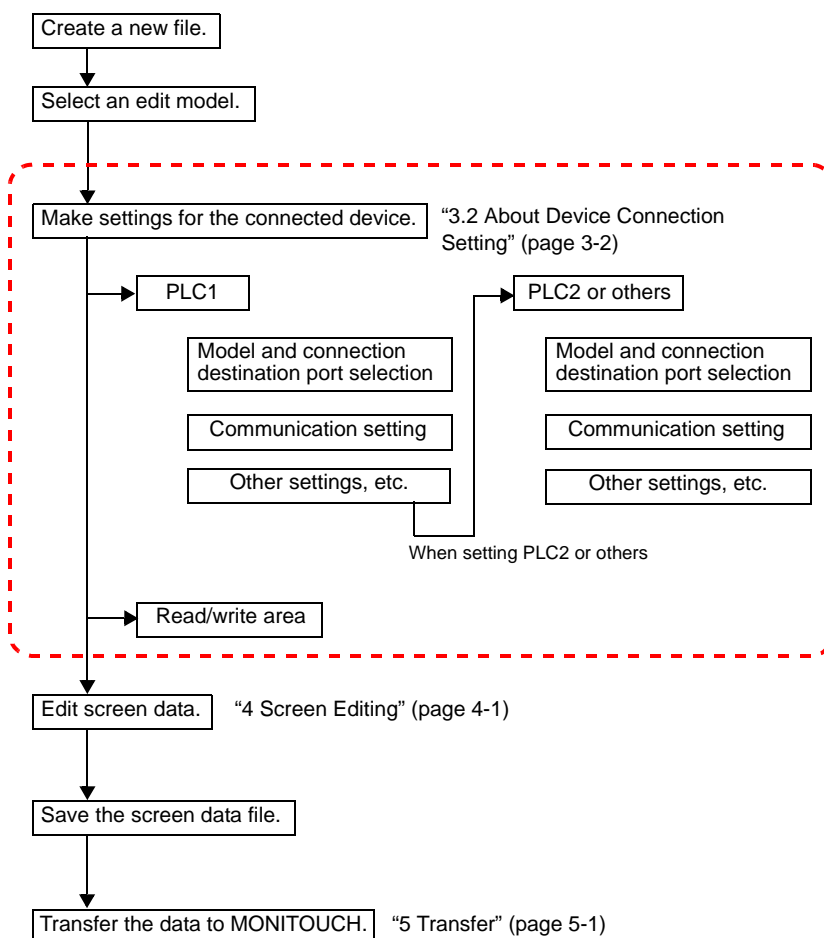 Create a new file.
Select an edit model.
Make settings for the connected device.
“3.2 About Device Connection
Setting” (page 3-2)
PLC1
PLC2 or others
Model and connection
destination port selection
Model and connection
destination port selection
Communication setting
Communication setting
Other settings, etc.
Other settings, etc.
When setting PLC2 or others
Read/write area
Edit screen data.
“4 Screen Editing” (page 4-1)
Save the screen data file.
Transfer the data to MONITOUCH.
“5 Transfer” (page 5-1)